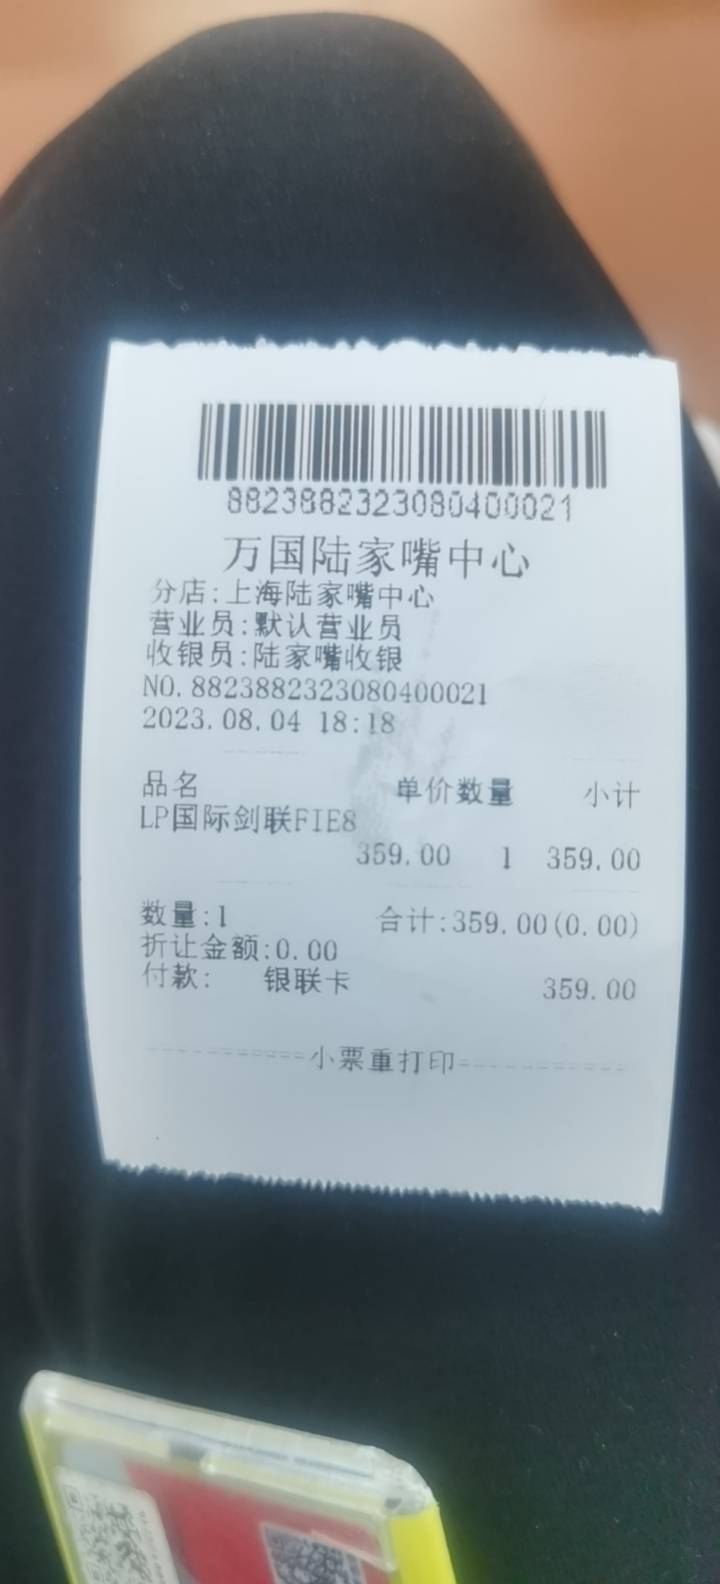 8823882323080400021
万国陆家嘴中心
分店:上海陆家嘴中心
营业员:默认营业员
收银员:陆家嘴收银
NO.8823882323080400021
2023.08.04 18:18
品名 单价数量 小计
LP国际剑联FIE8
359.00 1 359.00
数量:1 合计:359.00(0.00)
折让金额:0.00
付款: 银联卡 359.00
----------小票重打印----------